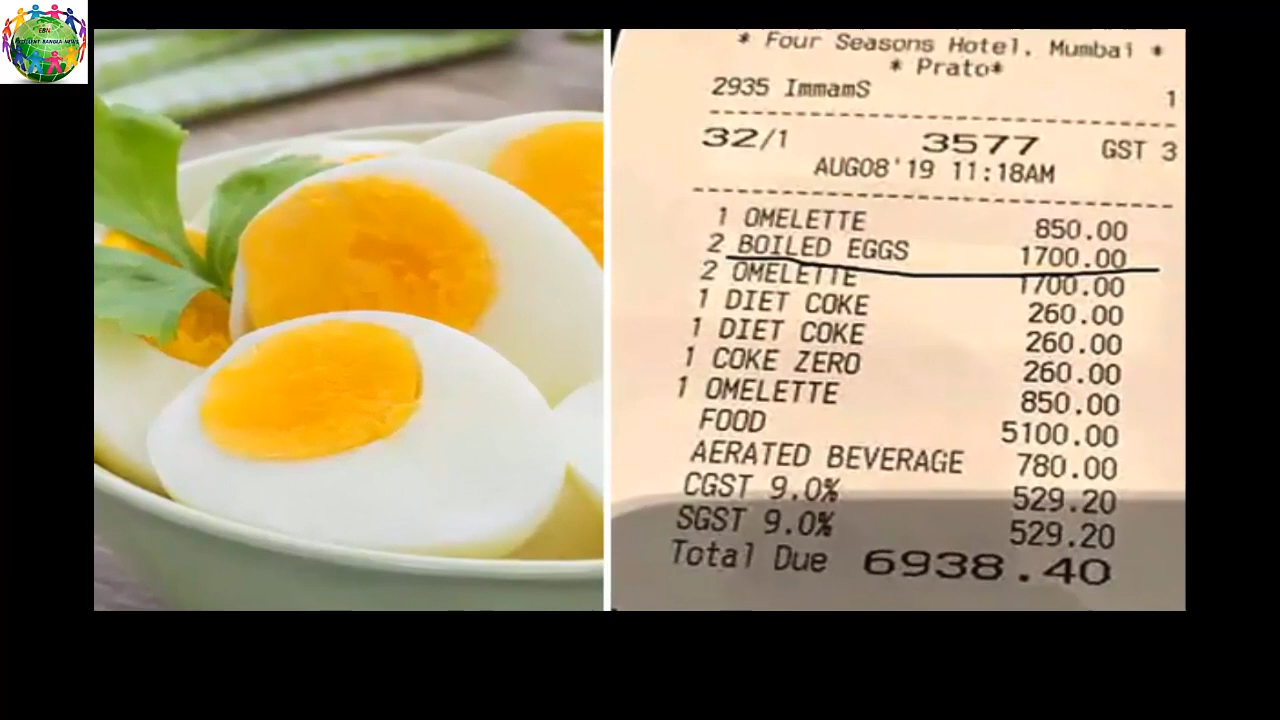 EBN
* Four Seasons Hotel, Mumbai *
* Prato*
2935 ImmamS 1
32/1 3577 GST 3
AUG08'19 11:18AM
1 OMELETTE 850.00
2 BOILED EGGS 1700.00
2 OMELETTE 1700.00
1 DIET COKE 260.00
1 DIET COKE 260.00
1 COKE ZERO 260.00
1 OMELETTE 850.00
FOOD 5100.00
AERATED BEVERAGE 780.00
CGST 9.0% 529.20
SGST 9.0% 529.20
Total Due 6938.40